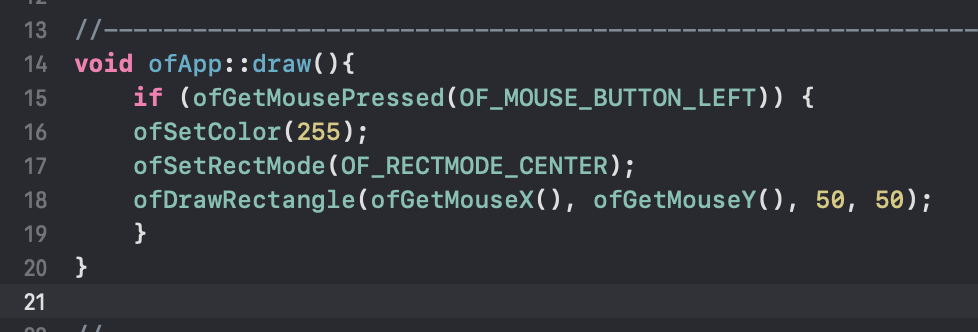 13 //----------------------------------------------------------
14 void ofApp::draw(){
15     if (ofGetMousePressed(OF_MOUSE_BUTTON_LEFT)) {
16     ofSetColor(255);
17     ofSetRectMode(OF_RECTMODE_CENTER);
18     ofDrawRectangle(ofGetMouseX(), ofGetMouseY(), 50, 50);
19     }
20 }
21